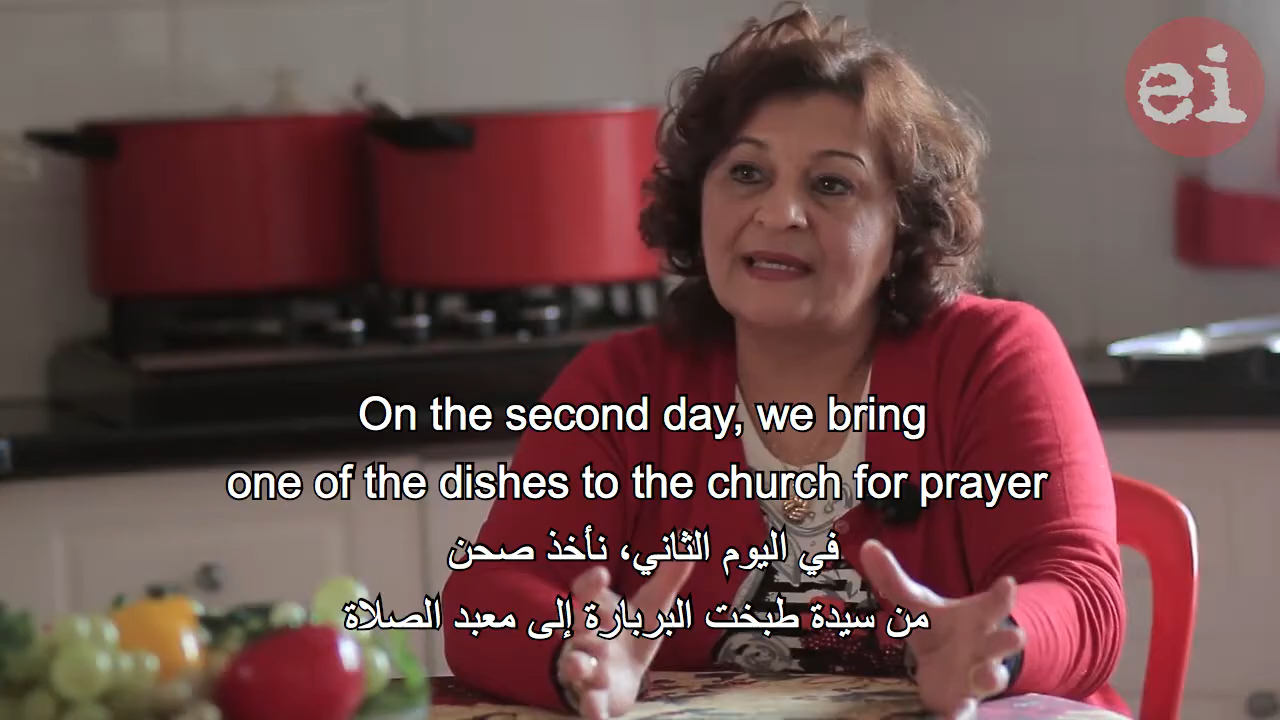 ei
On the second day, we bring
one of the dishes to the church for prayer
في اليوم الثاني، نأخذ صحن
من سيدة طبخت البربارة إلى معبد الصلاة